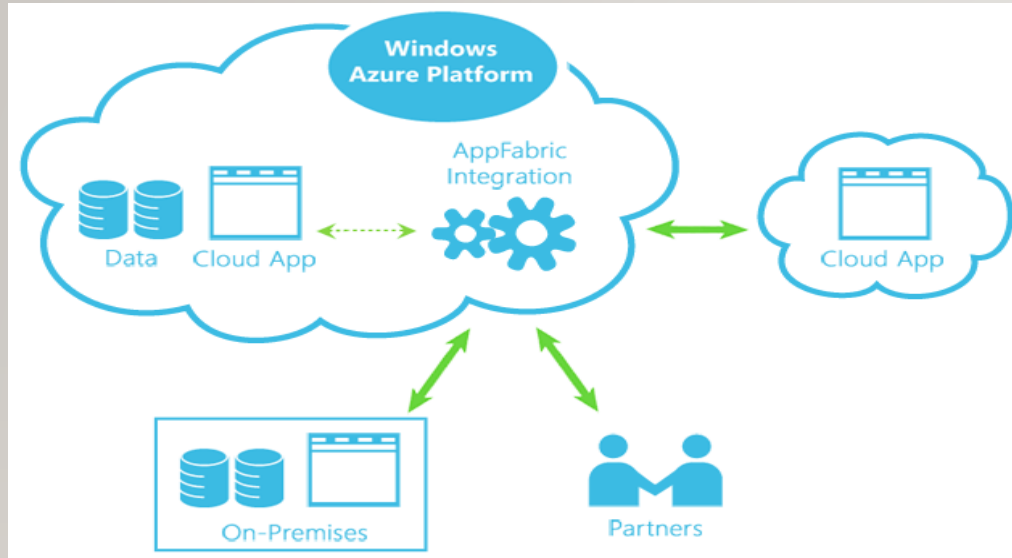 Windows
Azure Platform
AppFabric
Integration
Data
Cloud App
Cloud App
On-Premises
Partners